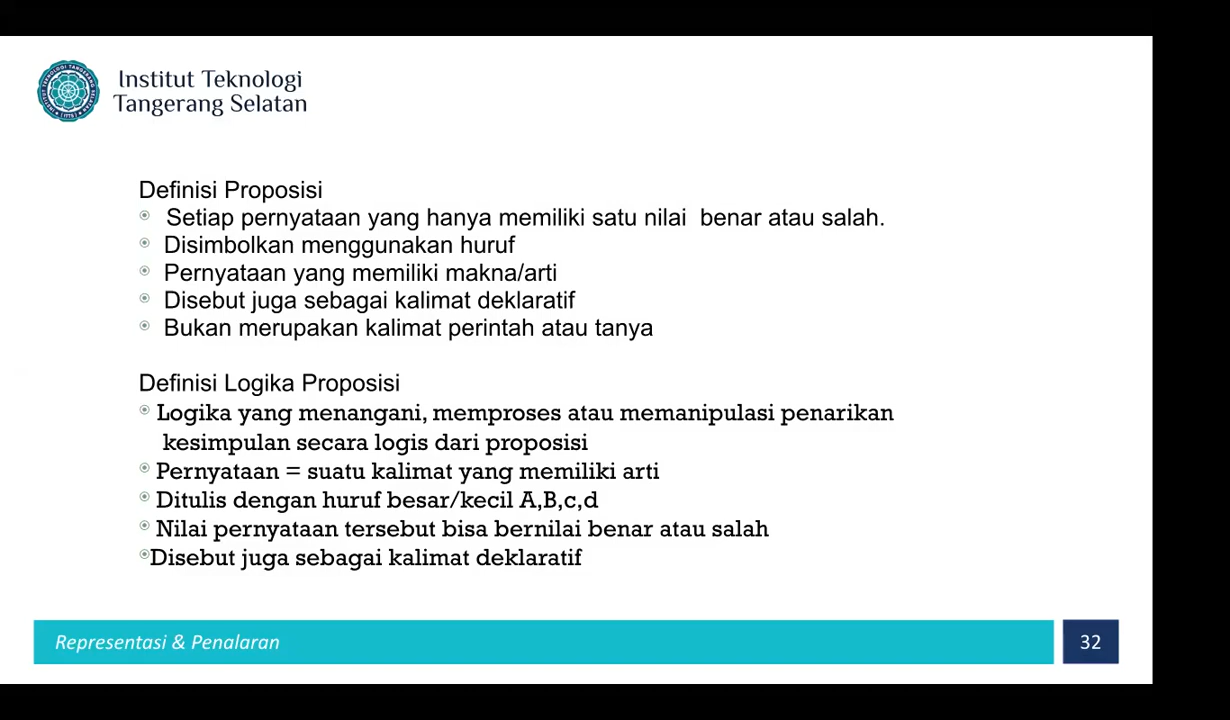 Institut Teknologi
Tangerang Selatan
Definisi Proposisi
Setiap pernyataan yang hanya memiliki satu nilai benar atau salah.
Disimbolkan menggunakan huruf
Pernyataan yang memiliki makna/arti
Disebut juga sebagai kalimat deklaratif
Bukan merupakan kalimat perintah atau tanya
Definisi Logika Proposisi
Logika yang menangani, memproses atau memanipulasi penarikan
kesimpulan secara logis dari proposisi
Pernyataan = suatu kalimat yang memiliki arti
Ditulis dengan huruf besar/kecil A,B,c,d
Nilai pernyataan tersebut bisa bernilai benar atau salah
Disebut juga sebagai kalimat deklaratif
Representasi & Penalaran
32